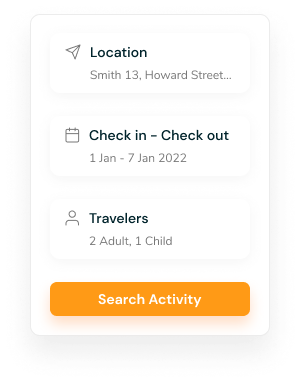 Location
Smith 13, Howard Street...
Check in - Check out
1 Jan - 7 Jan 2022
Travelers
2 Adult, 1 Child
Search Activity